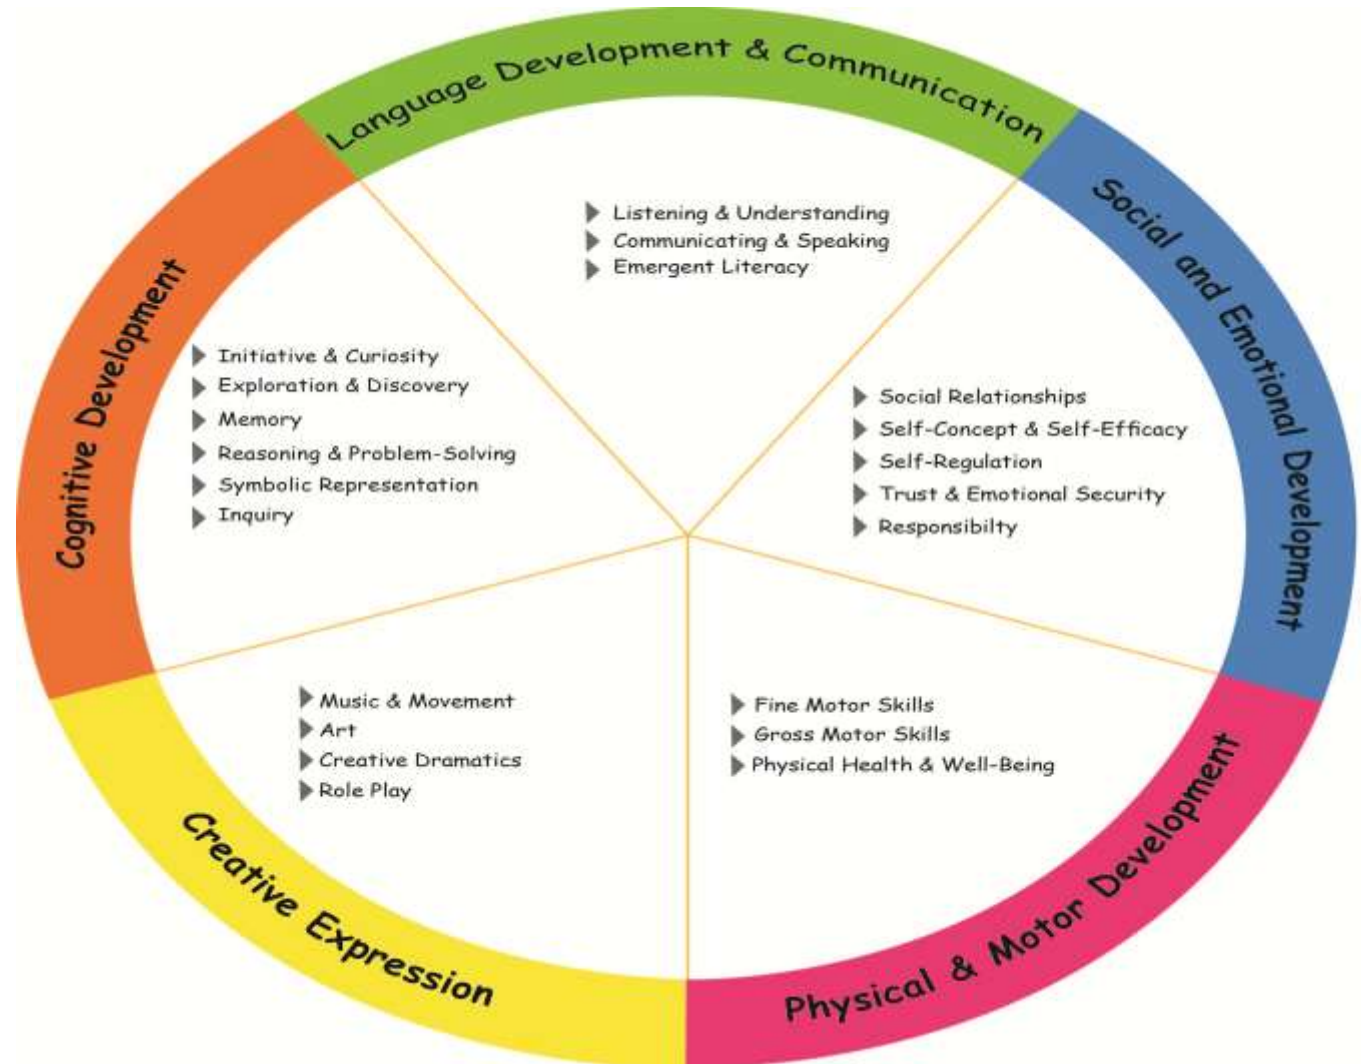 Language Development & Communication
Listening & Understanding
Communicating & Speaking
Emergent Literacy
Social and Emotional Development
Social Relationships
Self-Concept & Self-Efficacy
Self-Regulation
Trust & Emotional Security
Responsibilty
Physical & Motor Development
Fine Motor Skills
Gross Motor Skills
Physical Health & Well-Being
Creative Expression
Music & Movement
Art
Creative Dramatics
Role Play
Cognitive Development
Initiative & Curiosity
Exploration & Discovery
Memory
Reasoning & Problem-Solving
Symbolic Representation
Inquiry